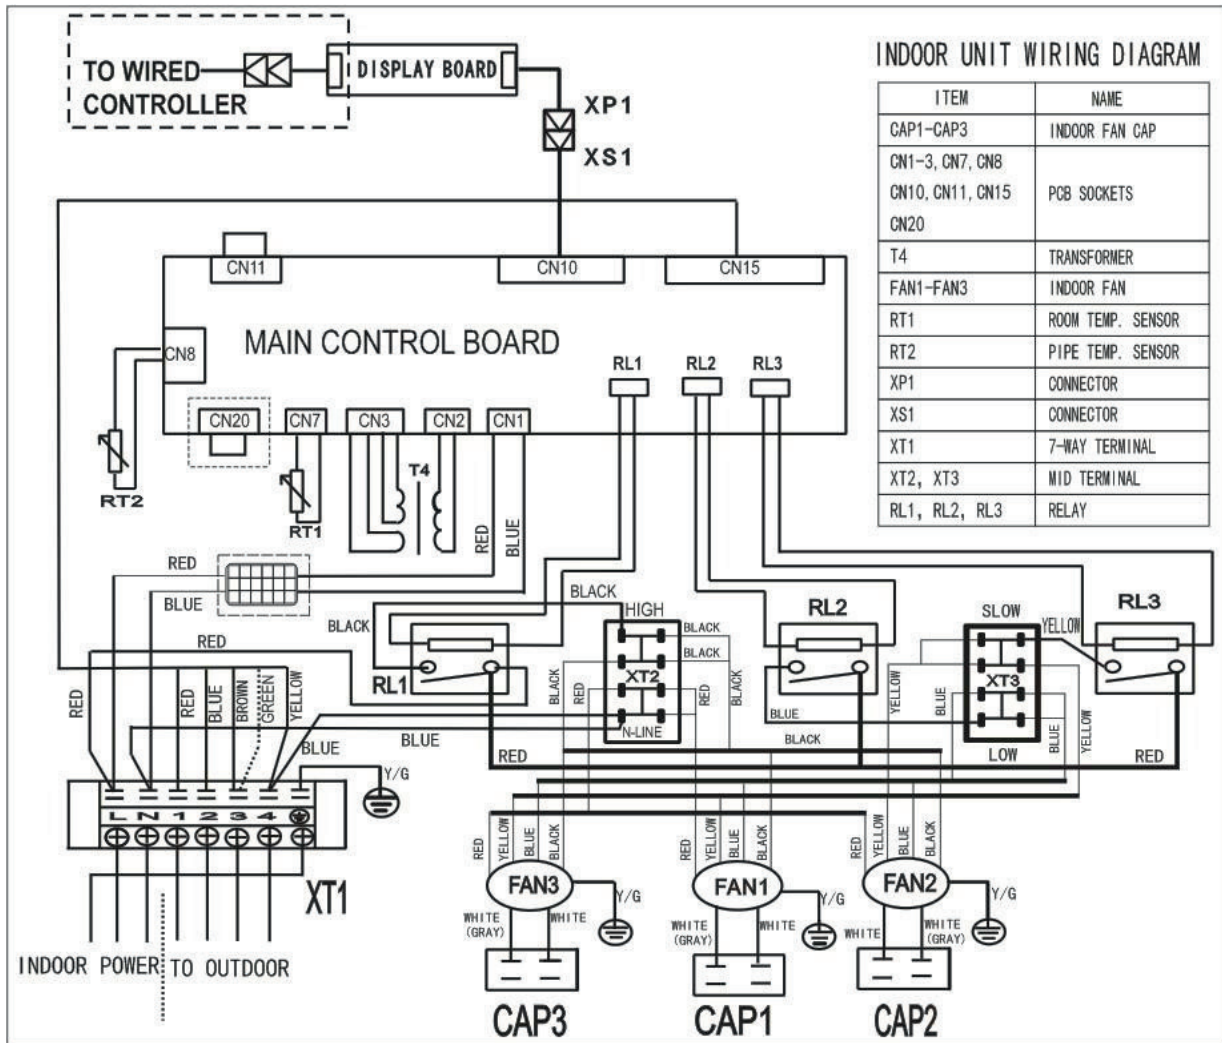 INDOOR UNIT WIRING DIAGRAM
TO WIRED
CONTROLLER
DISPLAY BOARD
XP1
XS1
ITEM NAME
CAP1-CAP3 INDOOR FAN CAP
CN1-3, CN7, CN8
CN10, CN11, CN15 PCB SOCKETS
CN20
T4 TRANSFORMER
FAN1-FAN3 INDOOR FAN
RT1 ROOM TEMP. SENSOR
RT2 PIPE TEMP. SENSOR
XP1 CONNECTOR
XS1 CONNECTOR
XT1 7-WAY TERMINAL
XT2, XT3 MID TERMINAL
RL1, RL2, RL3 RELAY
CN11 CN10 CN15
MAIN CONTROL BOARD
CN8
RL1 RL2 RL3
CN20 CN7 CN3 CN2 CN1
T4
RT2
RT1
RED
BLUE
RED
BLUE
BLACK
HIGH
BLACK
BLACK
BLACK
RL1
XT2
N-LINE
BLACK
RED
RED
BLACK
RL2
SLOW
YELLOW
RL3
XT3
YELLOW
BLUE
BLUE
YELLOW
LOW
BLUE
BLACK
RED
RED
RED
RED
RED
BLUE
BROWN
GREEN
YELLOW
BLUE
BLUE
Y/G
L N 1 2 3 4
XT1
INDOOR POWER TO OUTDOOR
RED YELLOW BLUE BLACK
RED YELLOW BLUE BLACK
RED YELLOW BLUE BLACK
FAN3 FAN1 FAN2
Y/G Y/G Y/G
WHITE
(GRAY)
WHITE
WHITE
(GRAY)
WHITE
WHITE
WHITE
(GRAY)
CAP3 CAP1 CAP2